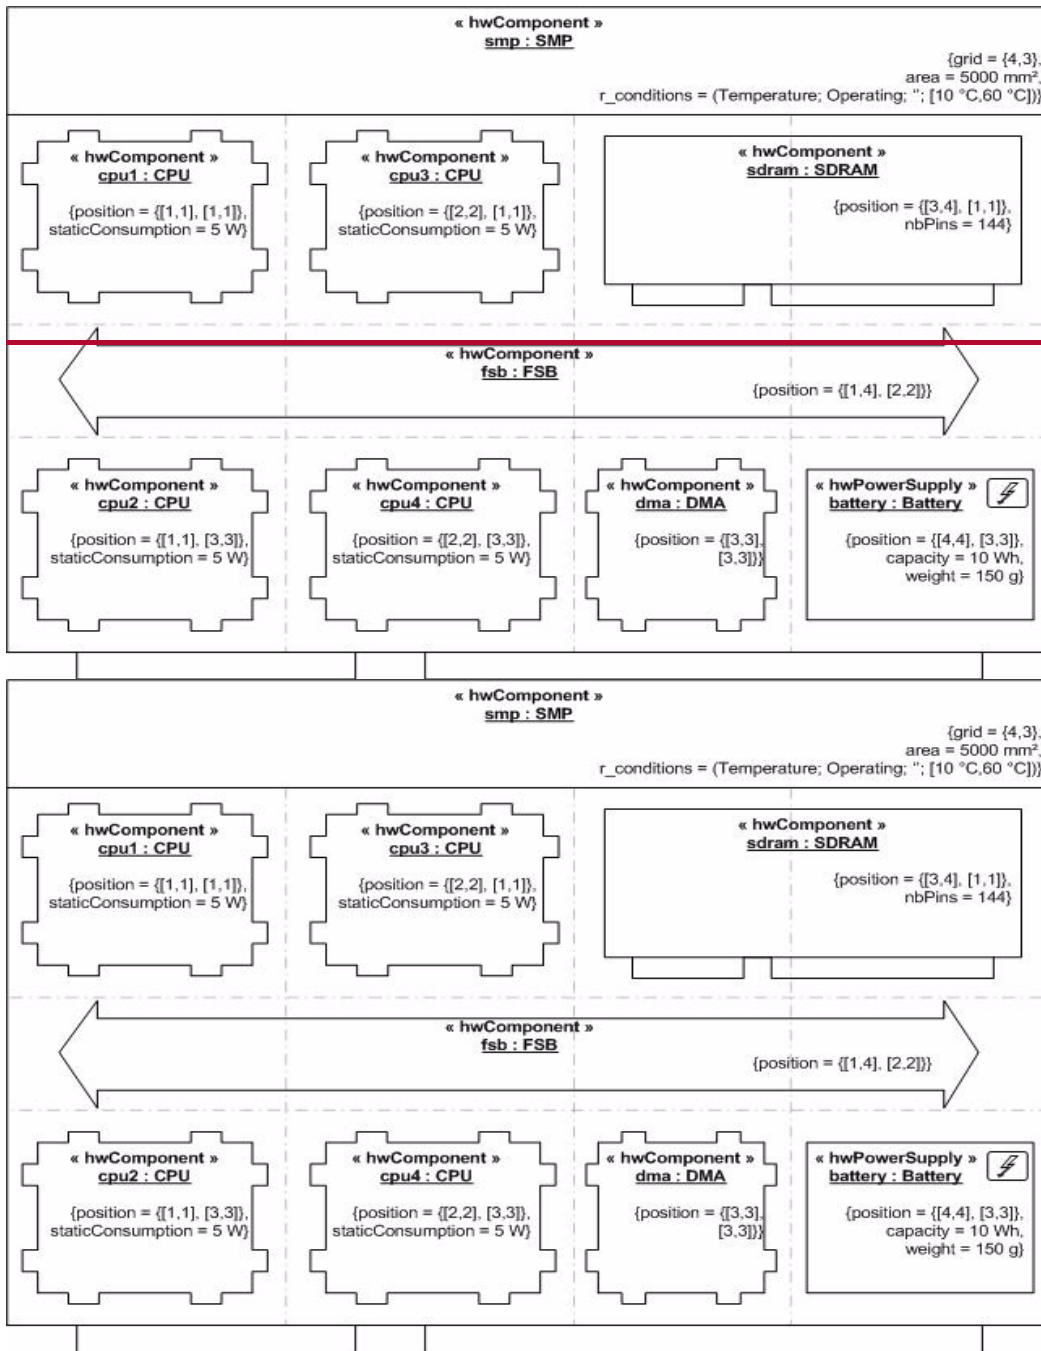 « hwComponent »
smp : SMP
{grid = {4,3},
area = 5000 mm²,
r_conditions = (Temperature; Operating; ‘’; [10 °C,60 °C])}
« hwComponent »
cpu1 : CPU
{position = {[1,1], [1,1]},
staticConsumption = 5 W}
« hwComponent »
cpu3 : CPU
{position = {[2,2], [1,1]},
staticConsumption = 5 W}
« hwComponent »
sdram : SDRAM
{position = {[3,4], [1,1]},
nbPins = 144}
« hwComponent »
fsb : FSB
{position = {[1,4], [2,2]}}
« hwComponent »
cpu2 : CPU
{position = {[1,1], [3,3]},
staticConsumption = 5 W}
« hwComponent »
cpu4 : CPU
{position = {[2,2], [3,3]},
staticConsumption = 5 W}
« hwComponent »
dma : DMA
{position = {[3,3],
[3,3]}}
« hwPowerSupply »
battery : Battery
{position = {[4,4], [3,3]},
capacity = 10 Wh,
weight = 150 g}
« hwComponent »
smp : SMP
{grid = {4,3},
area = 5000 mm²,
r_conditions = (Temperature; Operating; ‘’; [10 °C,60 °C])}
« hwComponent »
cpu1 : CPU
{position = {[1,1], [1,1]},
staticConsumption = 5 W}
« hwComponent »
cpu3 : CPU
{position = {[2,2], [1,1]},
staticConsumption = 5 W}
« hwComponent »
sdram : SDRAM
{position = {[3,4], [1,1]},
nbPins = 144}
« hwComponent »
fsb : FSB
{position = {[1,4], [2,2]}}
« hwComponent »
cpu2 : CPU
{position = {[1,1], [3,3]},
staticConsumption = 5 W}
« hwComponent »
cpu4 : CPU
{position = {[2,2], [3,3]},
staticConsumption = 5 W}
« hwComponent »
dma : DMA
{position = {[3,3],
[3,3]}}
« hwPowerSupply »
battery : Battery
{position = {[4,4], [3,3]},
capacity = 10 Wh,
weight = 150 g}